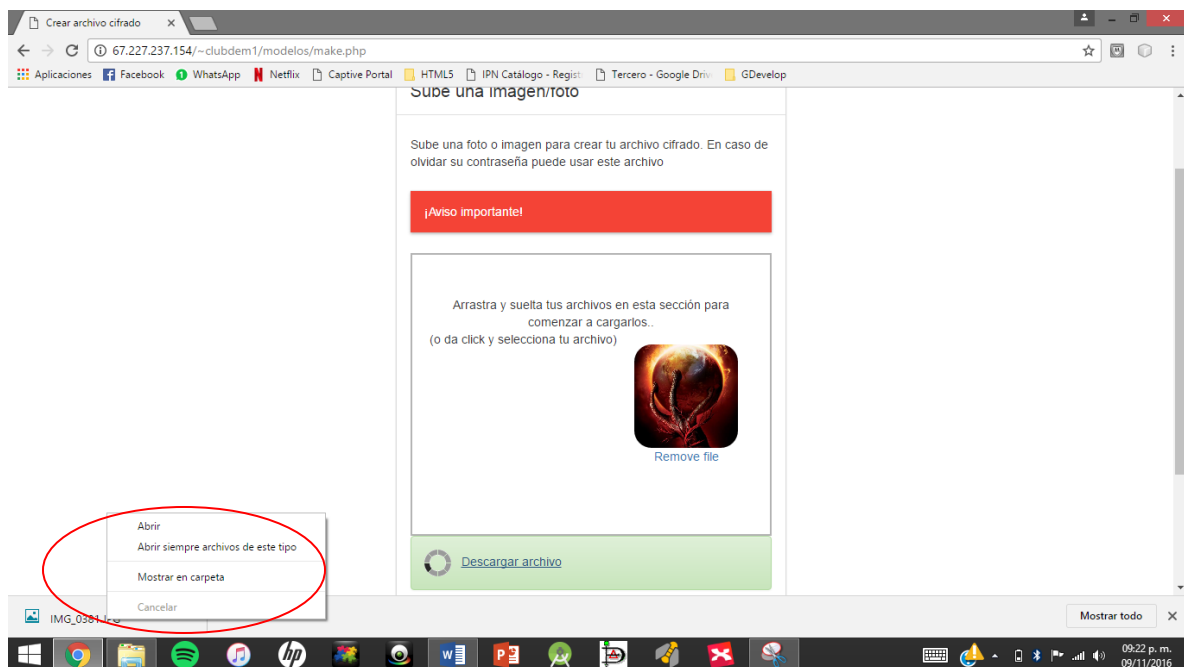 Crear archivo cifrado
67.227.237.154/~clubdem1/modelos/make.php
Aplicaciones Facebook WhatsApp Netflix Captive Portal HTML5 IPN Catálogo - Regist Tercero - Google Driv GDevelop
Sube una imagen/foto
Sube una foto o imagen para crear tu archivo cifrado. En caso de
olvidar su contraseña puede usar este archivo
¡Aviso importante!
Arrastra y suelta tus archivos en esta sección para
comenzar a cargarlos..
(o da click y selecciona tu archivo)
Remove file
Descargar archivo
Abrir
Abrir siempre archivos de este tipo
Mostrar en carpeta
Cancelar
IMG_0381.JPG
Mostrar todo
09:22 p. m.
09/11/2016